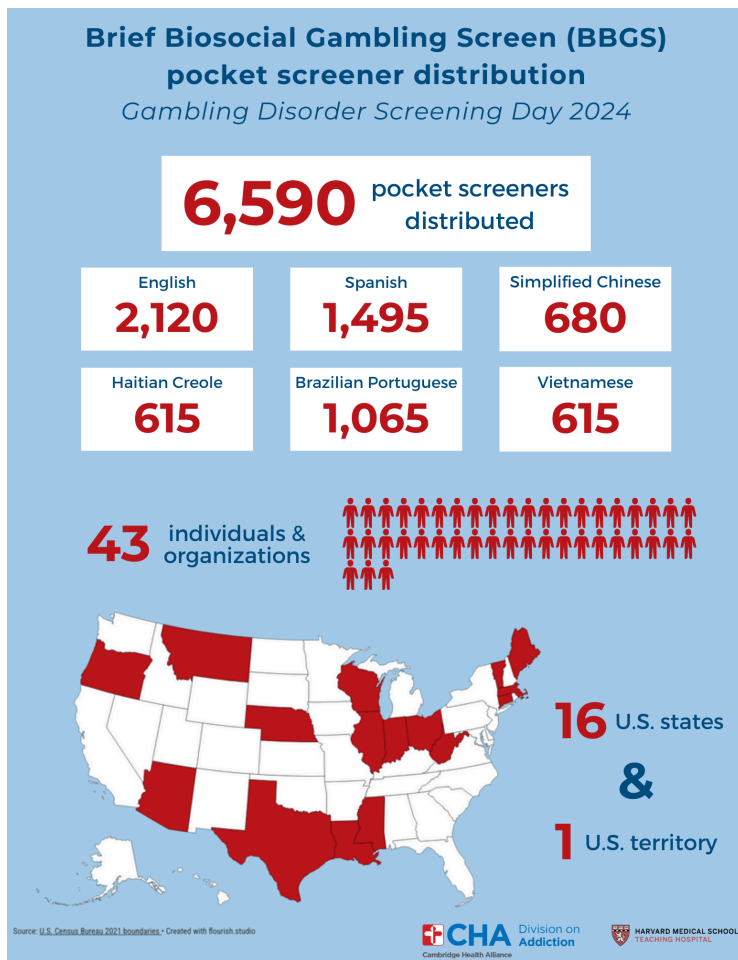 Brief Biosocial Gambling Screen (BBGS)
pocket screener distribution
Gambling Disorder Screening Day 2024
6,590 pocket screeners
distributed
English
2,120
Spanish
1,495
Simplified Chinese
680
Haitian Creole
615
Brazilian Portuguese
1,065
Vietnamese
615
43 individuals &
organizations
16 U.S. states
&
1 U.S. territory
Source: U.S. Census Bureau 2021 boundaries • Created with flourish.studio
CHA Division on
Addiction
Cambridge Health Alliance
HARVARD MEDICAL SCHOOL
TEACHING HOSPITAL